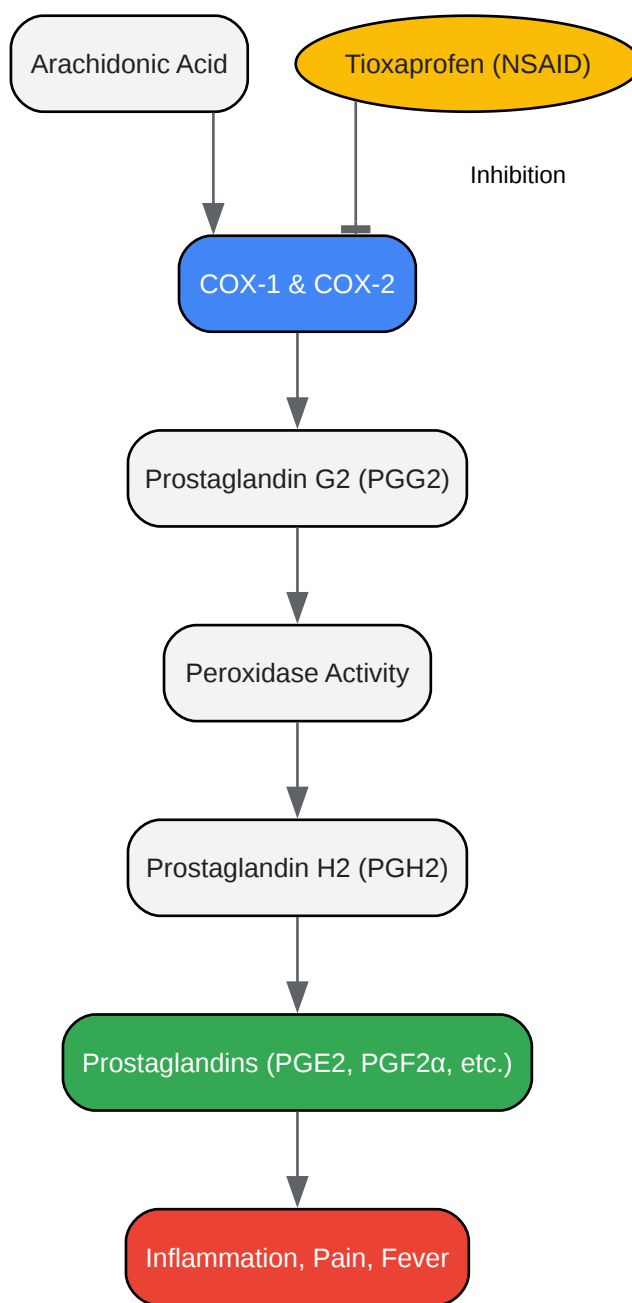 Arachidonic Acid
Tioxaprofen (NSAID)
Inhibition
COX-1 & COX-2
Prostaglandin G2 (PGG2)
Peroxidase Activity
Prostaglandin H2 (PGH2)
Prostaglandins (PGE2, PGF2α, etc.)
Inflammation, Pain, Fever